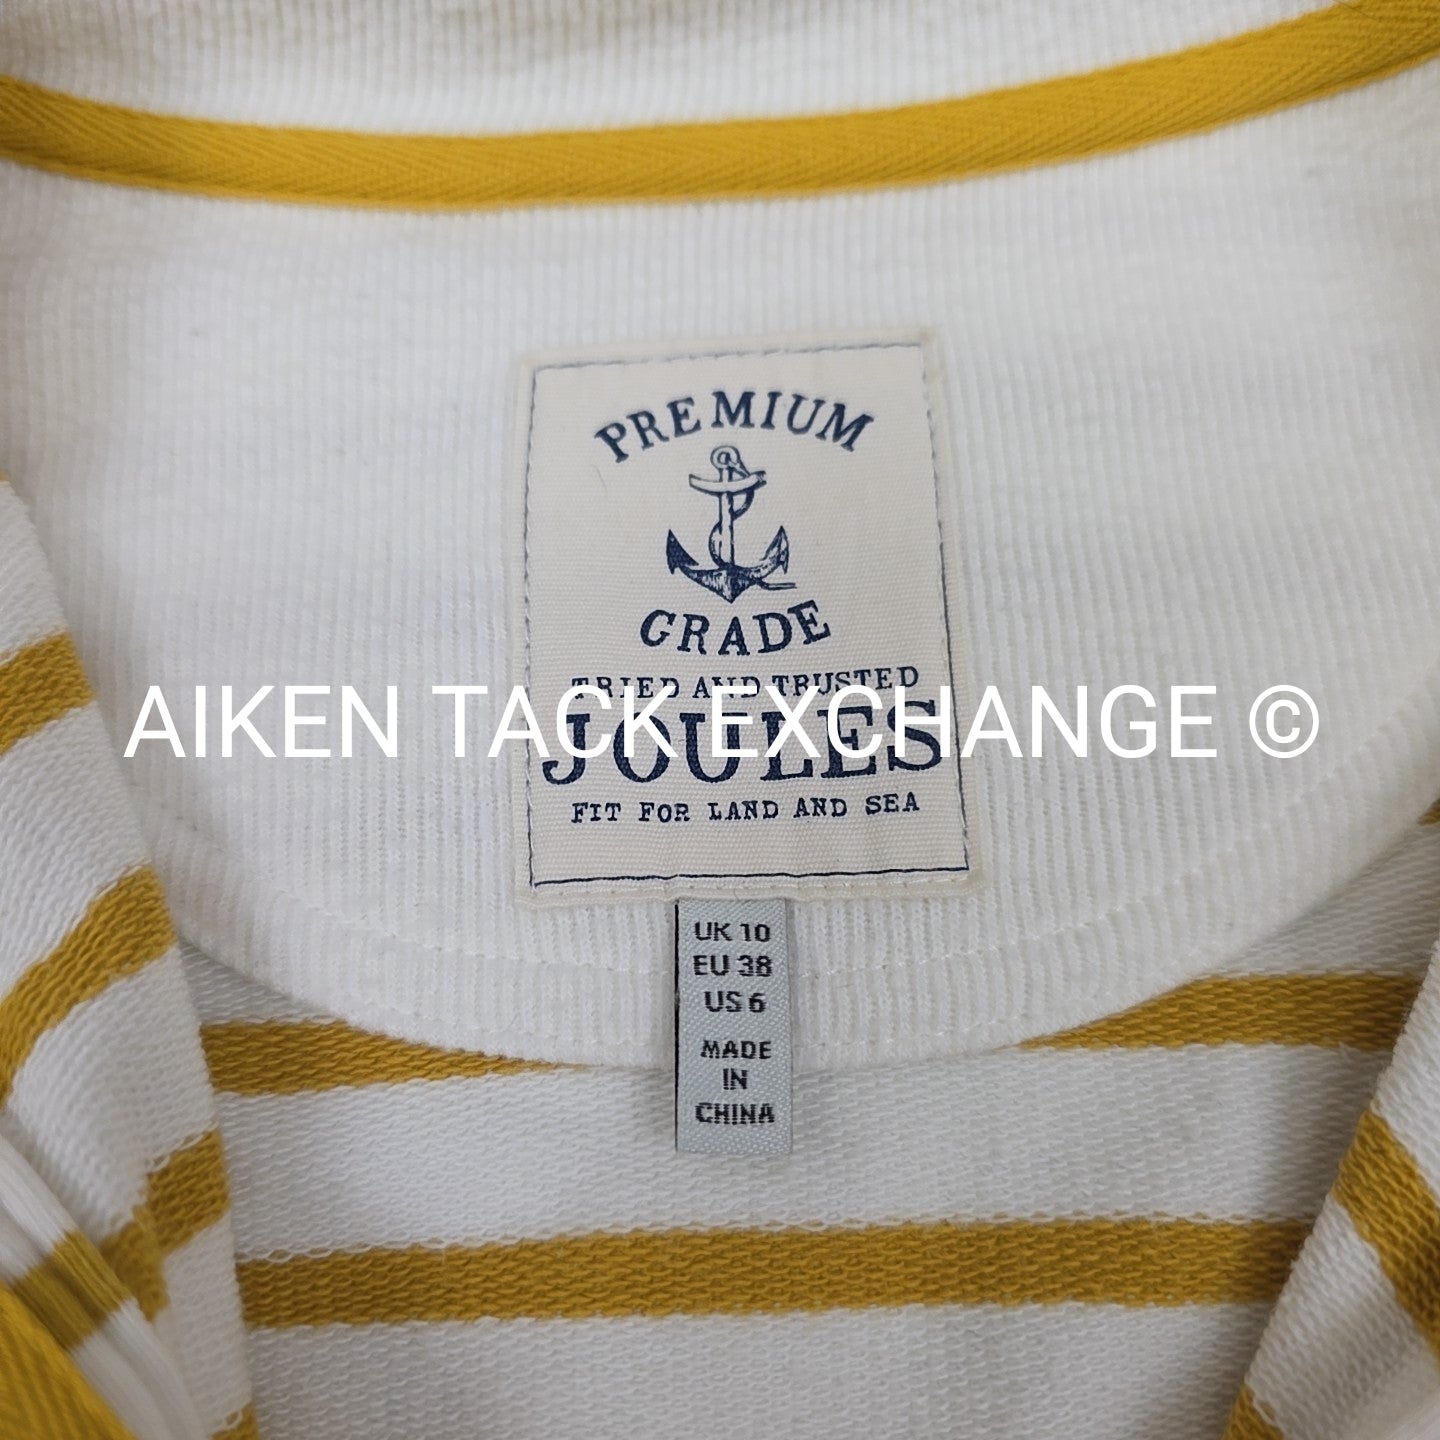 PREMIUM
GRADE
TRIED AND TRUSTED
AIKEN TACK EXCHANGE ©
JOULES
FIT FOR LAND AND SEA
UK 10
EU 38
US 6
MADE
IN
CHINA